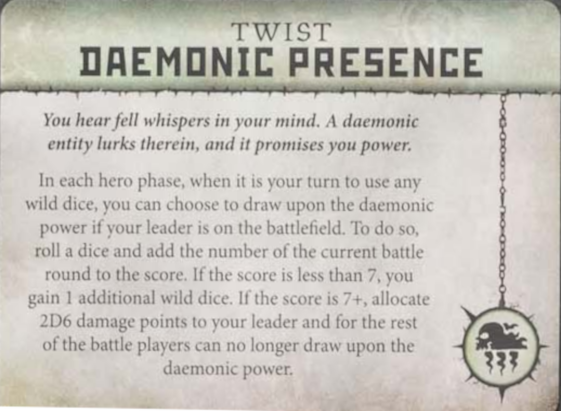 TWIST
DAEMONIC PRESENCE
You hear fell whispers in your mind. A daemonic
entity lurks therein, and it promises you power.
In each hero phase, when it is your turn to use any
wild dice, you can choose to draw upon the daemonic
power if your leader is on the battlefield. To do so,
roll a dice and add the number of the current battle
round to the score. If the score is less than 7, you
gain 1 additional wild dice. If the score is 7+, allocate
2D6 damage points to your leader and for the rest
of the battle players can no longer draw upon the
daemonic power.